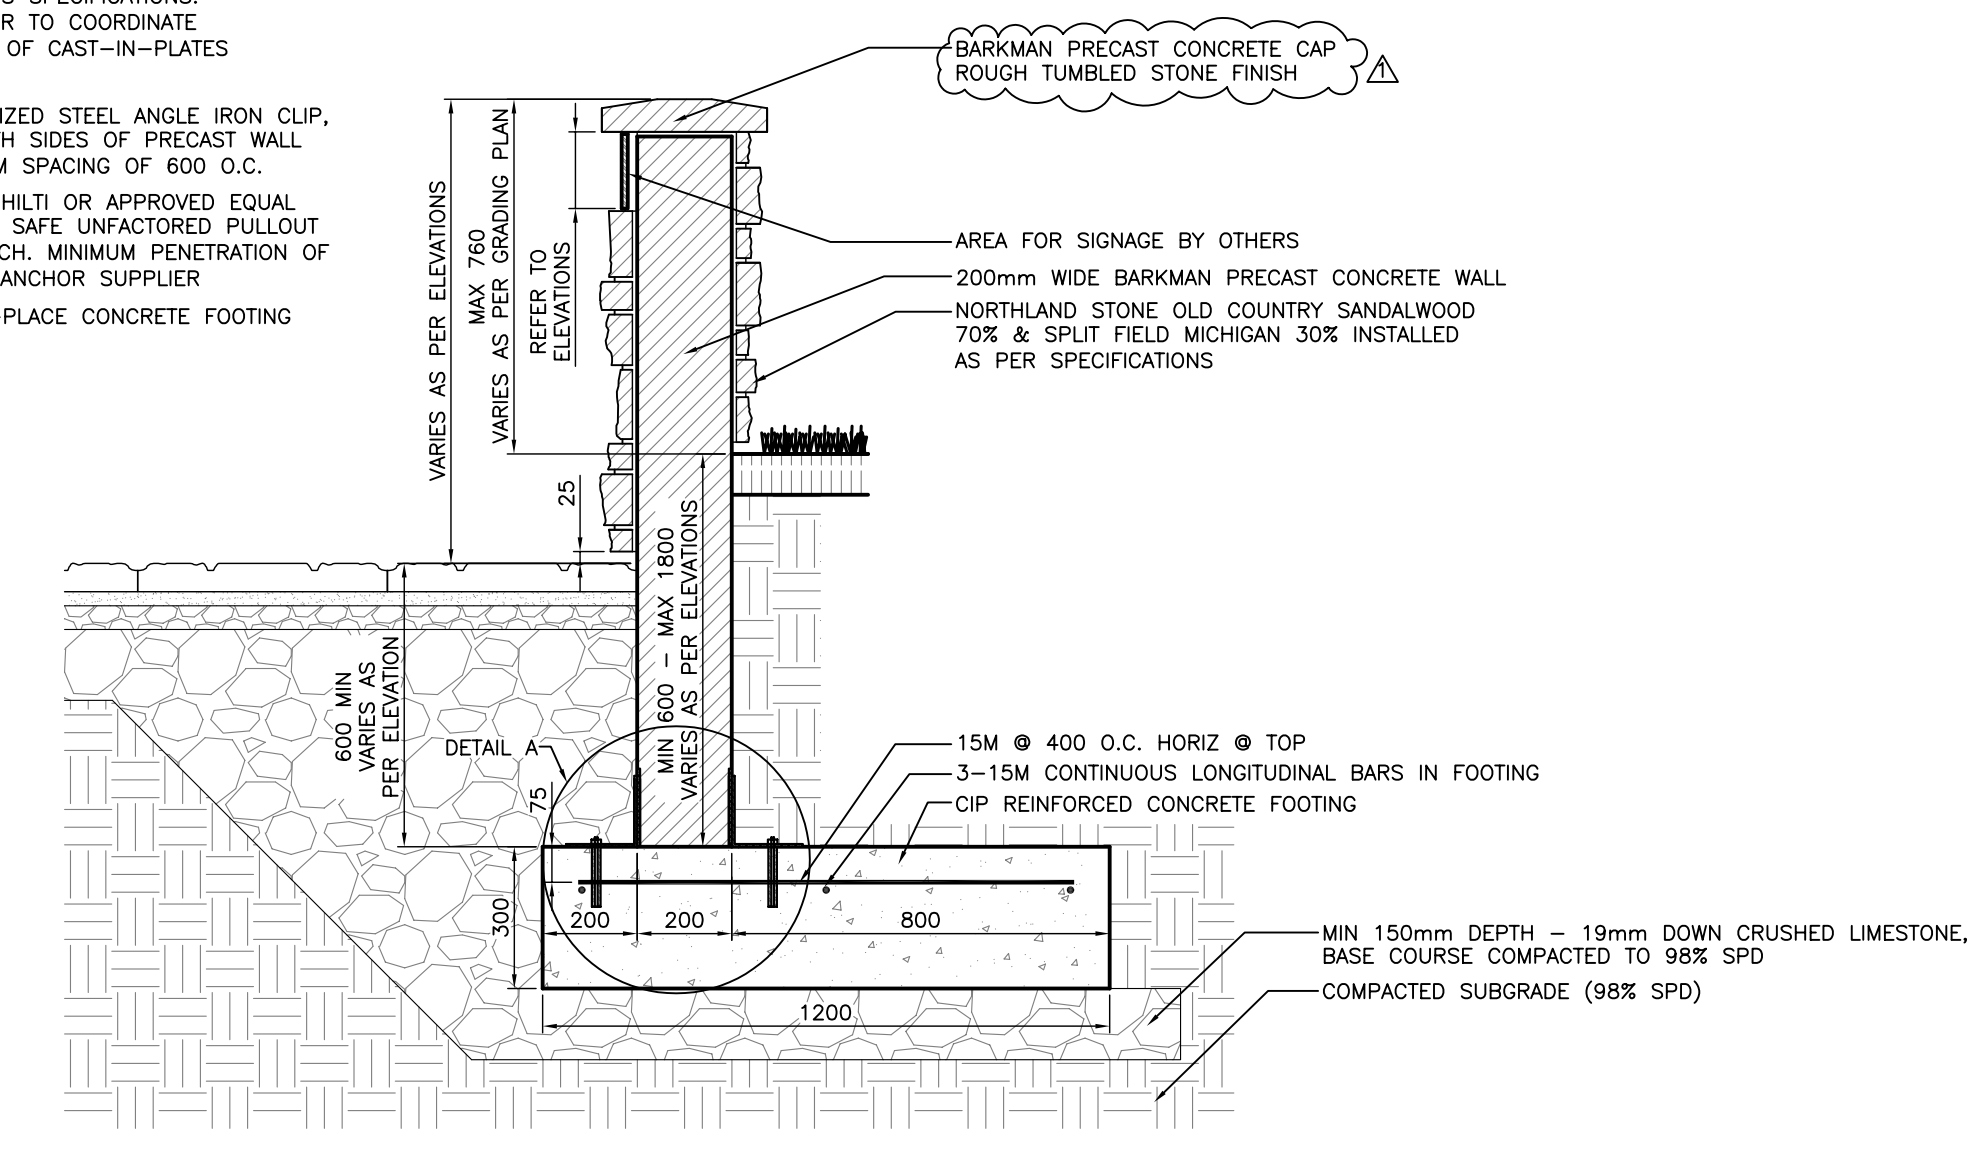 R TO COORDINATE
OF CAST-IN-PLATES
IZED STEEL ANGLE IRON CLIP,
TH SIDES OF PRECAST WALL
M SPACING OF 600 O.C.
HILTI OR APPROVED EQUAL
SAFE UNFACTORED PULLOUT
CH. MINIMUM PENETRATION OF
ANCHOR SUPPLIER
-PLACE CONCRETE FOOTING
BARKMAN PRECAST CONCRETE CAP
ROUGH TUMBLED STONE FINISH
1
AREA FOR SIGNAGE BY OTHERS
200mm WIDE BARKMAN PRECAST CONCRETE WALL
NORTHLAND STONE OLD COUNTRY SANDALWOOD
70% & SPLIT FIELD MICHIGAN 30% INSTALLED
AS PER SPECIFICATIONS
VARIES AS PER ELEVATIONS
MAX 760
VARIES AS PER GRADING PLAN
REFER TO
ELEVATIONS
25
MIN 600 - MAX 1800
VARIES AS PER ELEVATIONS
600 MIN
VARIES AS
PER ELEVATION
DETAIL A
75
15M @ 400 O.C. HORIZ @ TOP
3-15M CONTINUOUS LONGITUDINAL BARS IN FOOTING
CIP REINFORCED CONCRETE FOOTING
300
200
200
800
1200
MIN 150mm DEPTH - 19mm DOWN CRUSHED LIMESTONE,
BASE COURSE COMPACTED TO 98% SPD
COMPACTED SUBGRADE (98% SPD)